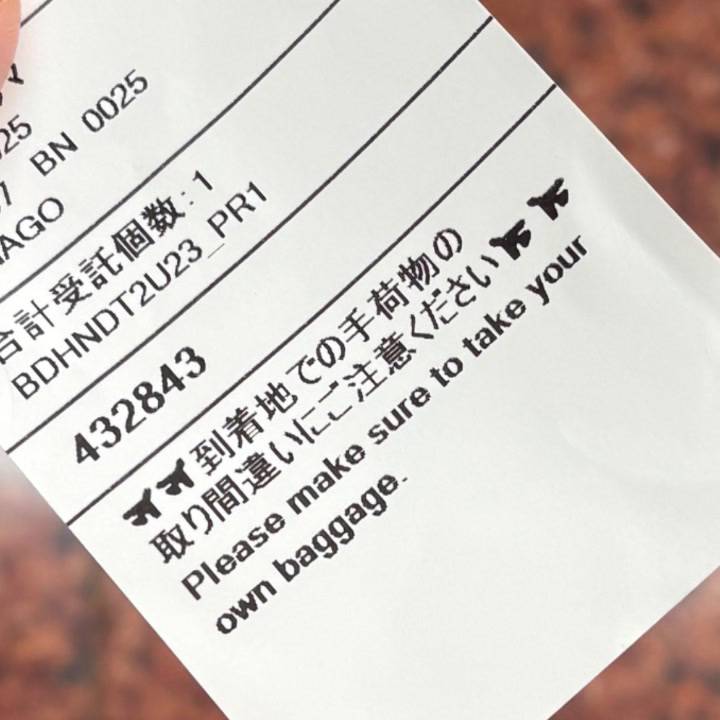 25
7 BN 0025
AGO
合計受託個数:1
BDHNDT2U23_PR1
432843
到着地での手荷物の
取り間違いにご注意ください
Please make sure to take your
own baggage.